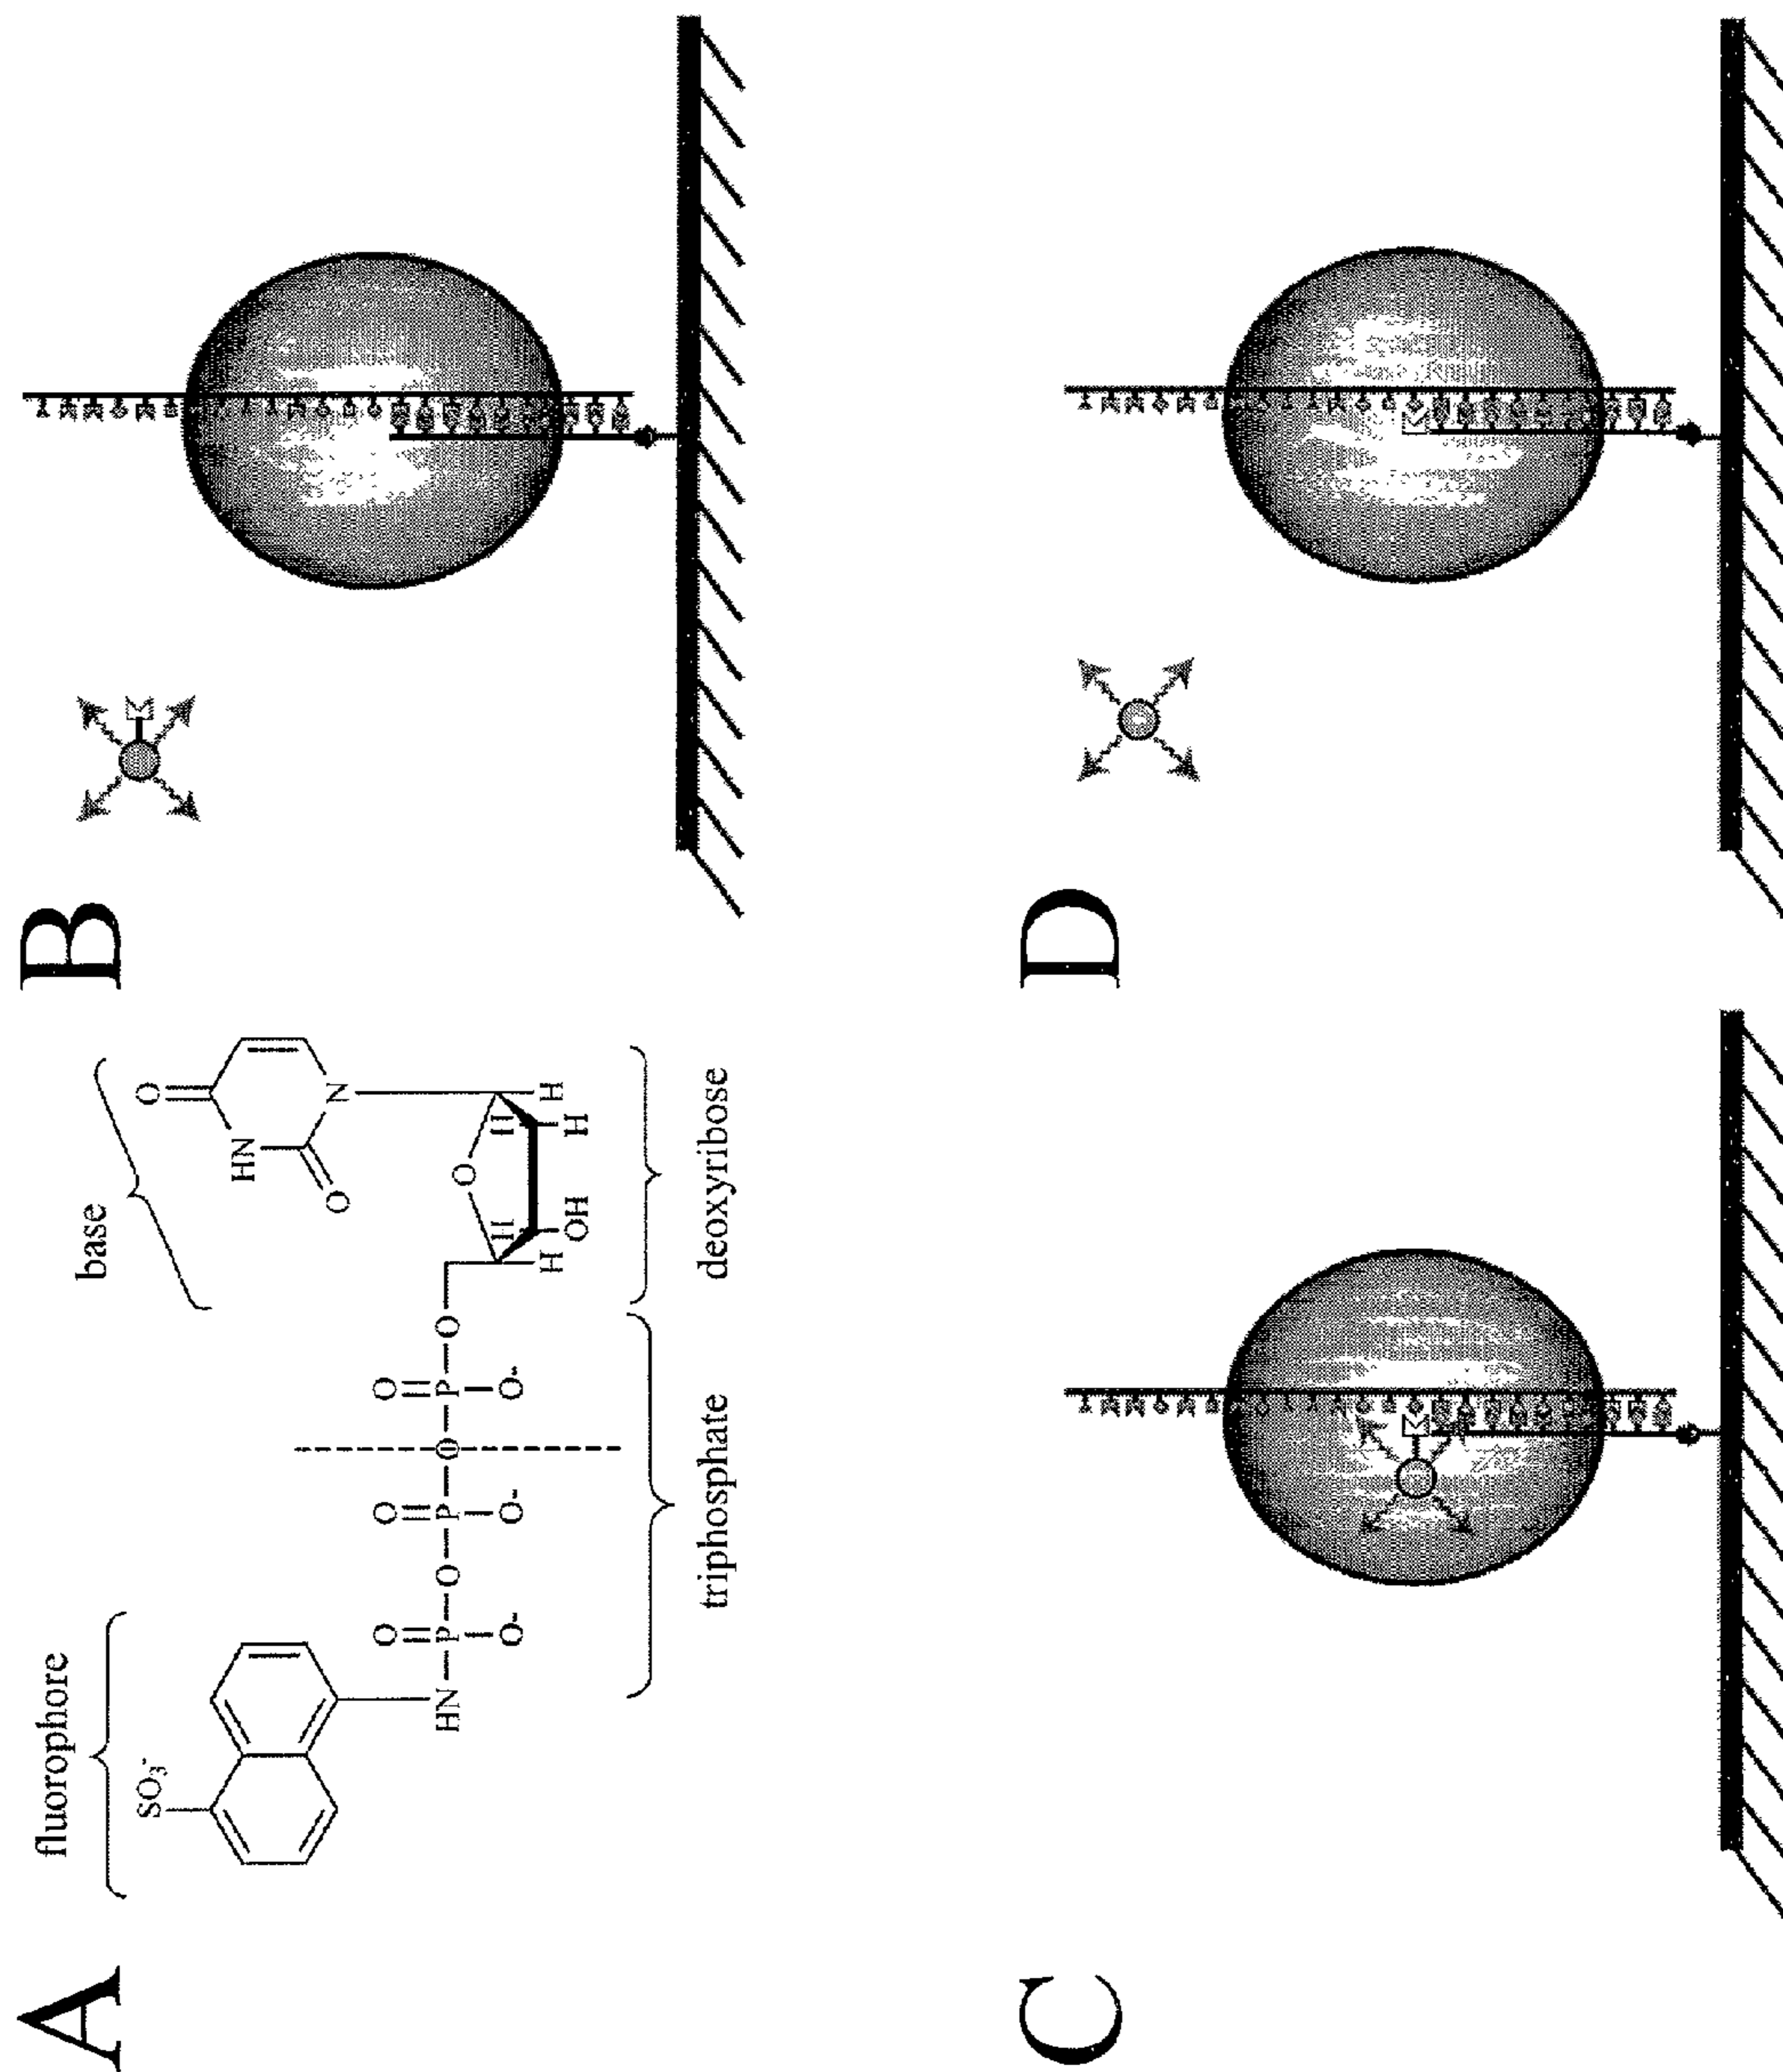 A
fluorophore
base
SO3-
HN
P
O
O
O-
O
P
O
O-
O
P
O
O-
O
O
HN
O
N
O
H
H
OH
H
H
H
triphosphate
deoxyribose
B
C
D